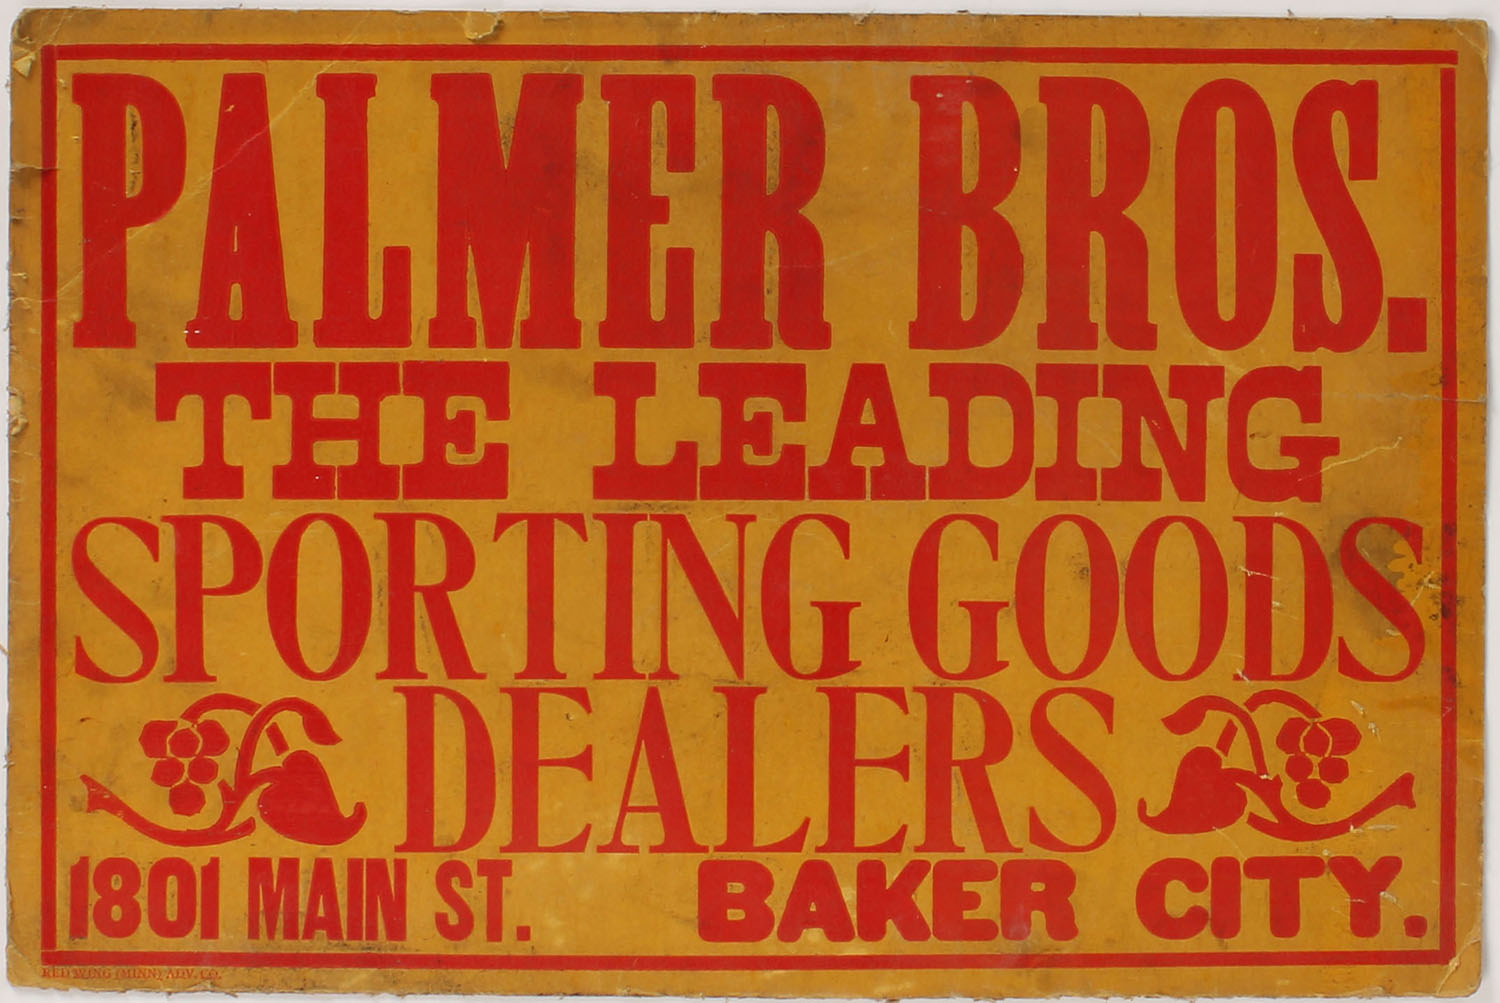 PALMER BROS.
THE LEADING
SPORTING GOODS
DEALERS
1801 MAIN ST. BAKER CITY.
RED WING (MINN) ADV. CO.